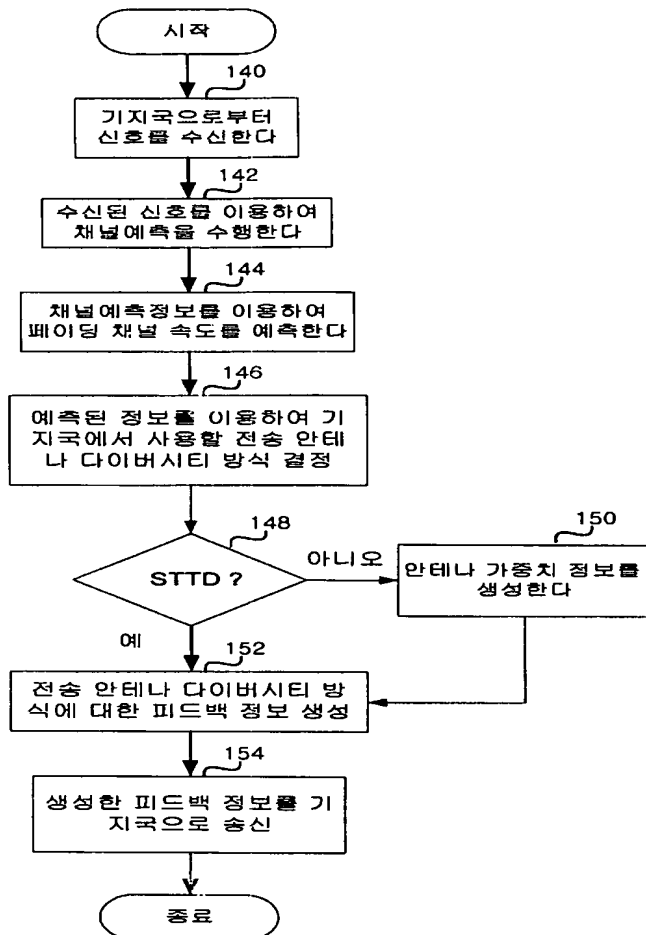 시작
140
기지국으로부터
신호를 수신한다
142
수신된 신호를 이용하여
채널예측을 수행한다
144
채널예측정보를 이용하여
페이딩 채널 속도를 예측한다
146
예측된 정보를 이용하여 기
지국에서 사용할 전송 안테
나 다이버시티 방식 결정
148
STTD ?
아니오
150
안테나 가중치 정보를
생성한다
예
152
전송 안테나 다이버시티 방
식에 대한 피드백 정보 생성
154
생성한 피드백 정보를 기
지국으로 송신
종료